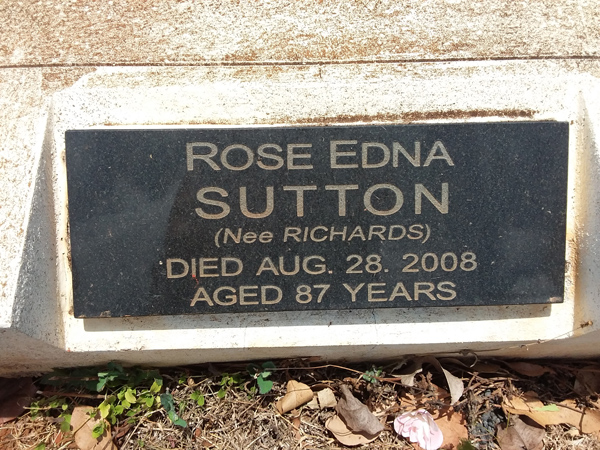 ROSE EDNA
SUTTON
(Nee RICHARDS)
DIED AUG. 28. 2008
AGED 87 YEARS